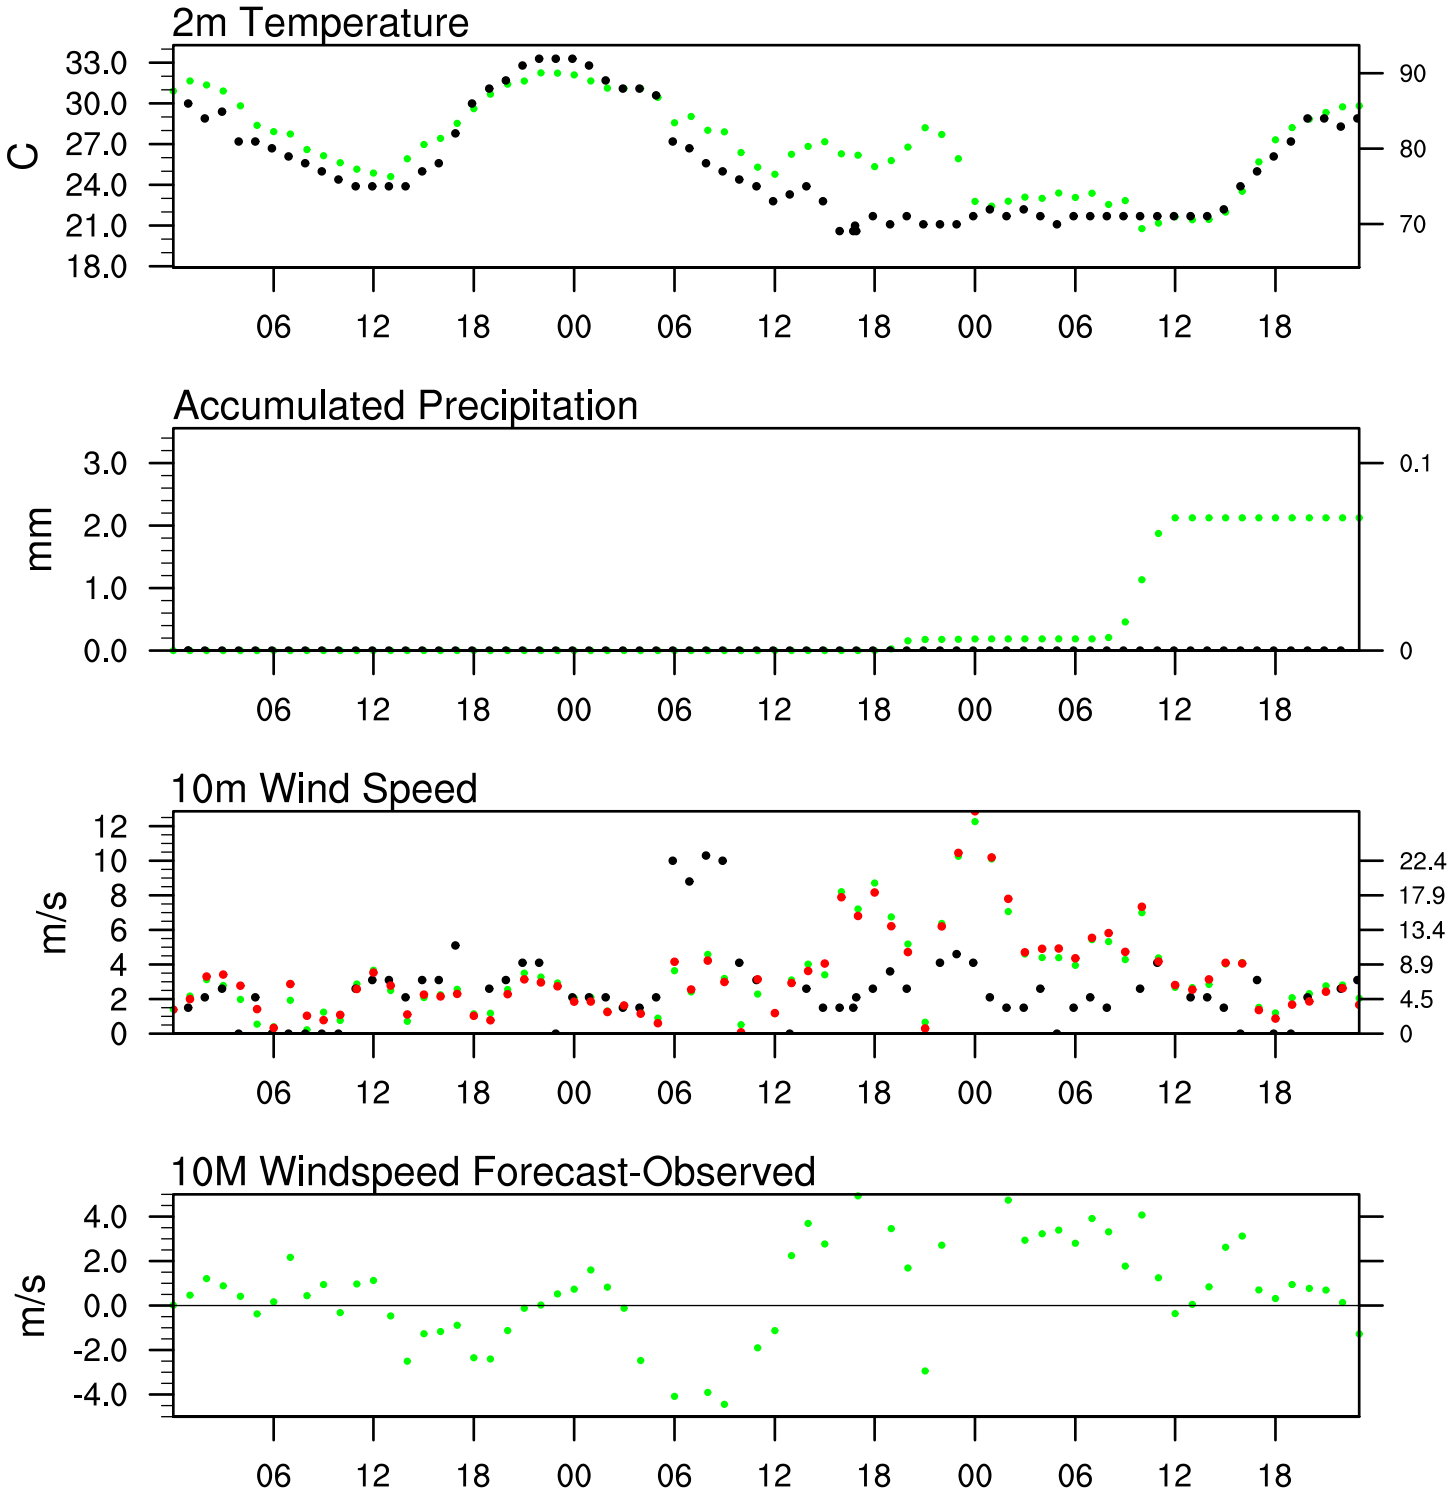 2m Temperature
33.0
30.0
27.0
24.0
21.0
18.0
C
90
80
70
06 12 18 00 06 12 18 00 06 12 18
Accumulated Precipitation
3.0
2.0
1.0
0.0
mm
0.1
0
06 12 18 00 06 12 18 00 06 12 18
10m Wind Speed
12
10
8
6
4
2
0
m/s
22.4
17.9
13.4
8.9
4.5
0
06 12 18 00 06 12 18 00 06 12 18
10M Windspeed Forecast-Observed
4.0
2.0
0.0
-2.0
-4.0
m/s
06 12 18 00 06 12 18 00 06 12 18